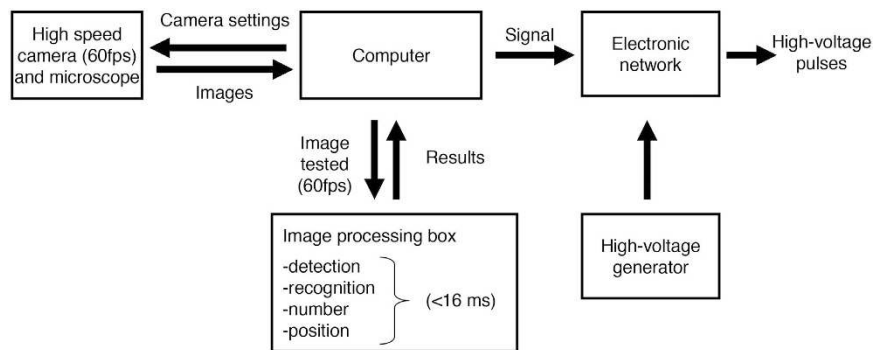 Camera settings
High speed
camera (60fps)
and microscope
Images
Computer
Signal
Electronic
network
High-voltage
pulses
Image
tested
(60fps)
Results
Image processing box
-detection
-recognition
-number
-position
(<16 ms)
High-voltage
generator